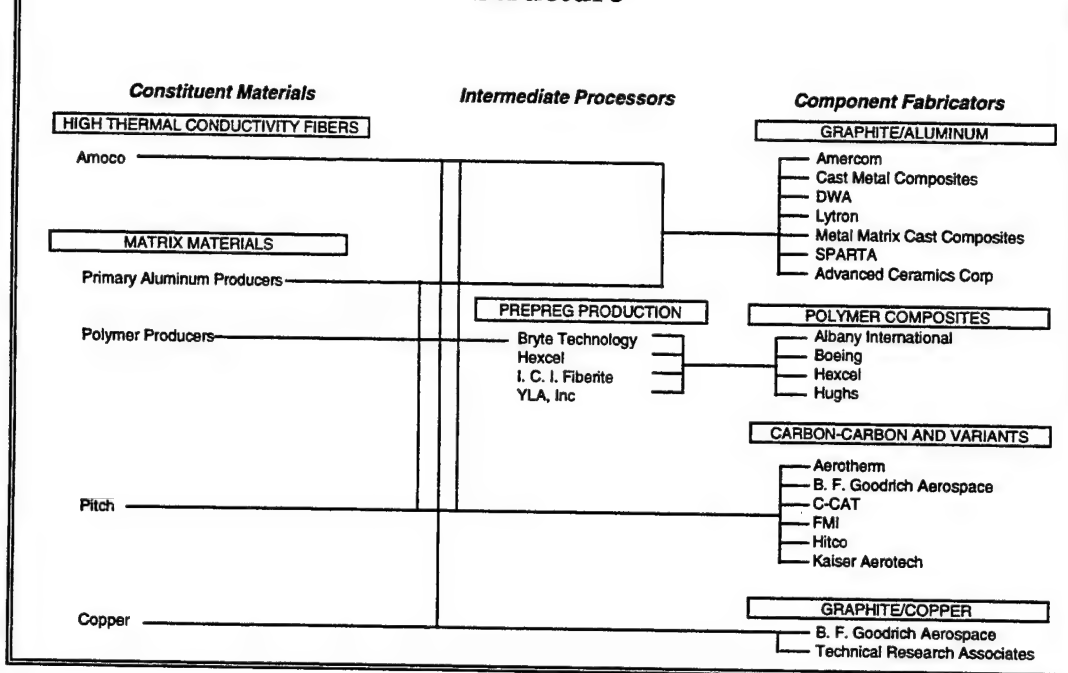 Constituent Materials
Intermediate Processors
Component Fabricators
HIGH THERMAL CONDUCTIVITY FIBERS
Amoco
MATRIX MATERIALS
Primary Aluminum Producers
Polymer Producers
Pitch
Copper
PREPREG PRODUCTION
Bryte Technology
Hexcel
I. C. I. Fiberite
YLA, Inc
GRAPHITE/ALUMINUM
Amercom
Cast Metal Composites
DWA
Lytron
Metal Matrix Cast Composites
SPARTA
Advanced Ceramics Corp
POLYMER COMPOSITES
Albany International
Boeing
Hexcel
Hughs
CARBON-CARBON AND VARIANTS
Aerotherm
B. F. Goodrich Aerospace
C-CAT
FMI
Hitco
Kaiser Aerotech
GRAPHITE/COPPER
B. F. Goodrich Aerospace
Technical Research Associates